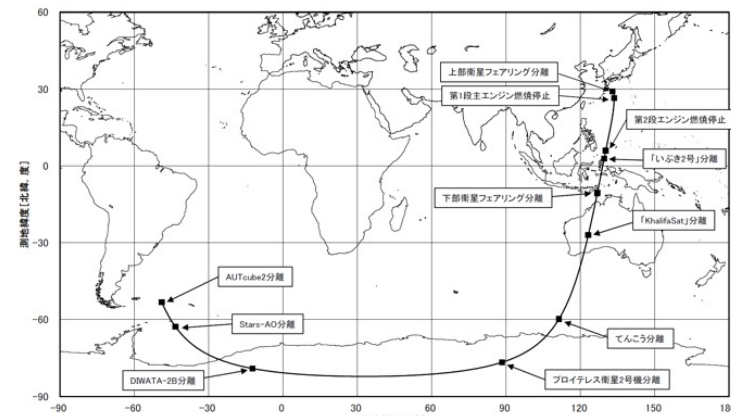 60
30
0
-30
-60
-90
測地緯度[北緯, 度]
上部衛星フェアリング分離
第1段主エンジン燃焼停止
第2段エンジン燃焼停止
「いぶき2号」分離
下部衛星フェアリング分離
「KhalifaSat」分離
AUTcube2分離
Stars-AO分離
てんこう分離
DIWATA-2B分離
プロイテレス衛星2号機分離
-90
-60
-30
0
30
60
90
120
150